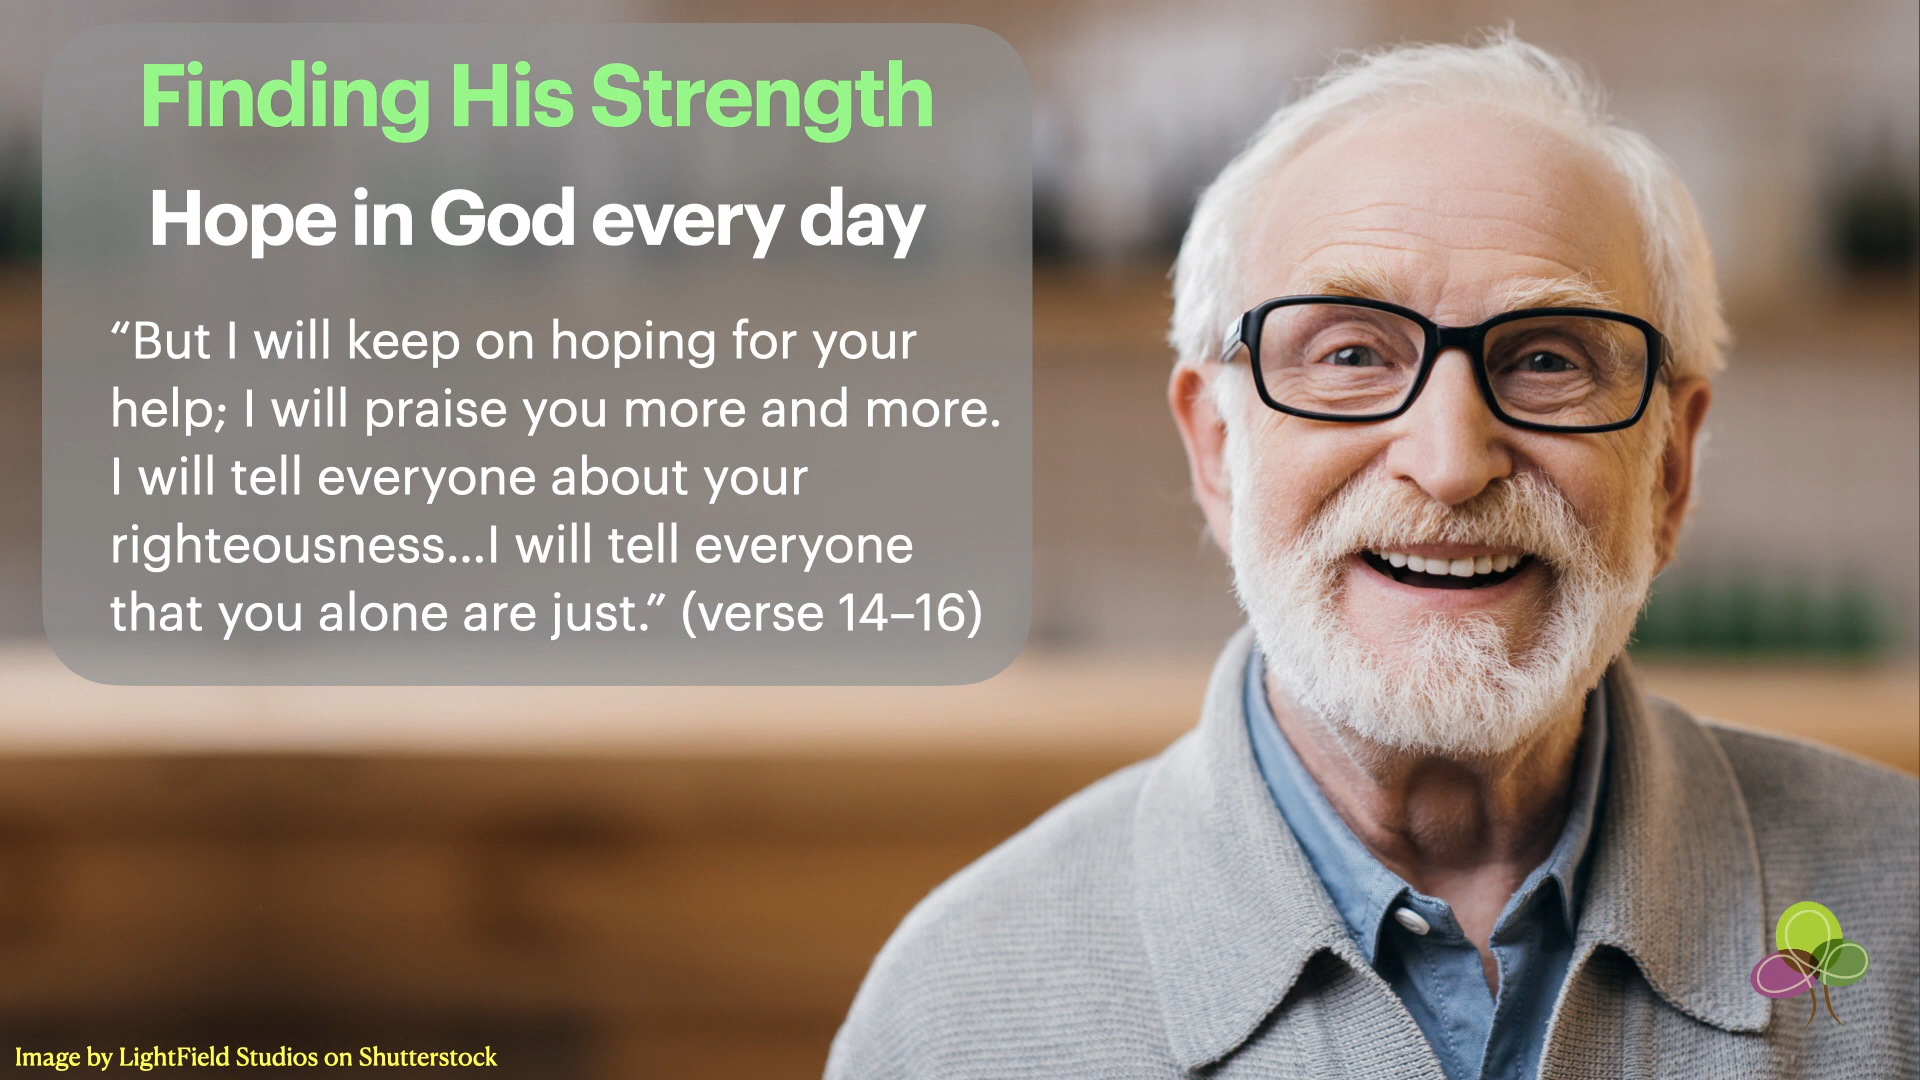 Finding His Strength
Hope in God every day
“But I will keep on hoping for your
help; I will praise you more and more.
I will tell everyone about your
righteousness...I will tell everyone
that you alone are just.” (verse 14–16)
Image by LightField Studios on Shutterstock